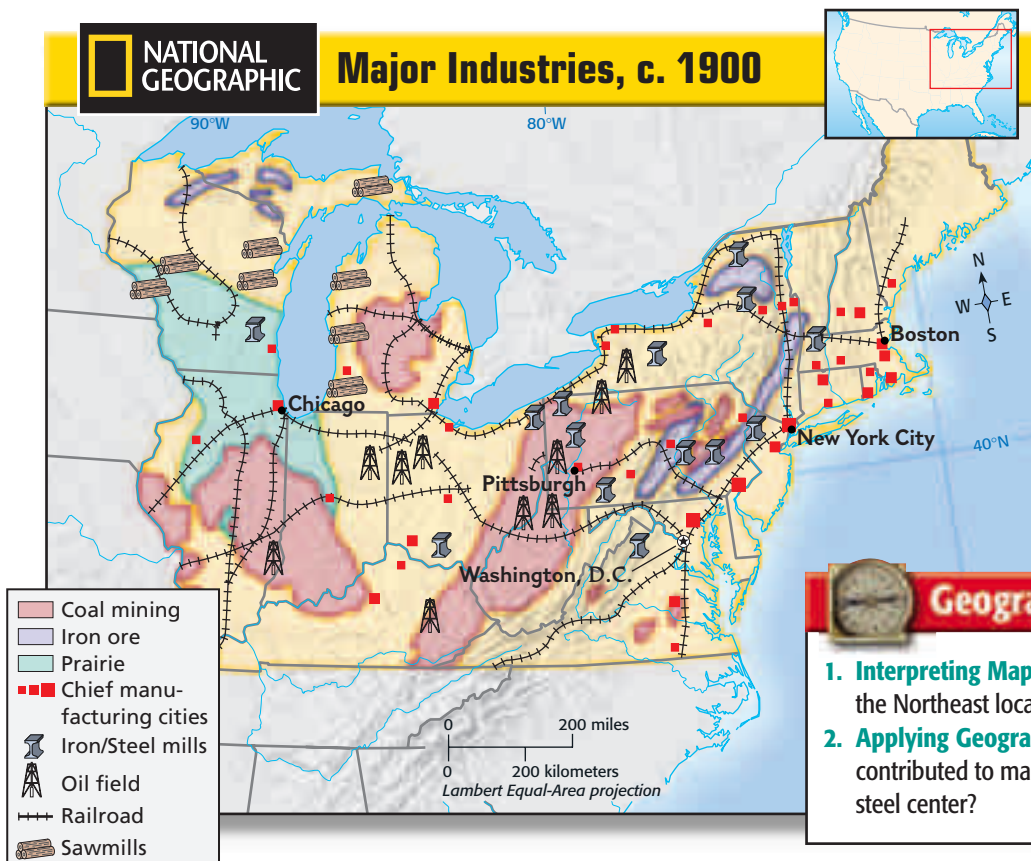 NATIONAL
GEOGRAPHIC
Major Industries, c. 1900
90°W
80°W
N
W E
S
Boston
Chicago
New York City
40°N
Pittsburgh
Washington, D.C.
Coal mining
Iron ore
Prairie
Chief manu-
facturing cities
Iron/Steel mills
Oil field
Railroad
Sawmills
0 200 miles
0 200 kilometers
Lambert Equal-Area projection
Geogra
1. Interpreting Map
the Northeast loca
2. Applying Geogra
contributed to ma
steel center?